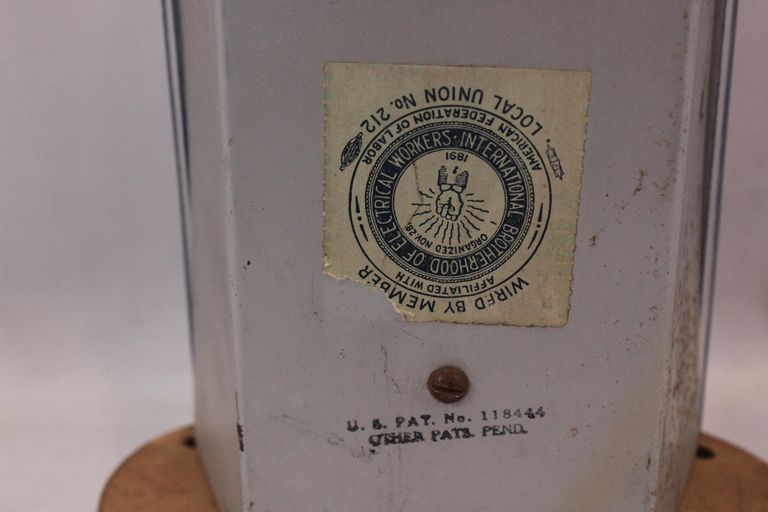 WIRED BY MEMBER
LOCAL UNION No. 212
AFFILIATED WITH
AMERICAN FEDERATION OF LABOR
INTERNATIONAL BROTHERHOOD OF ELECTRICAL WORKERS ·
ORGANIZED NOV. 28,
1891
U. S. PAT. No. 118444
OTHER PATS. PEND.